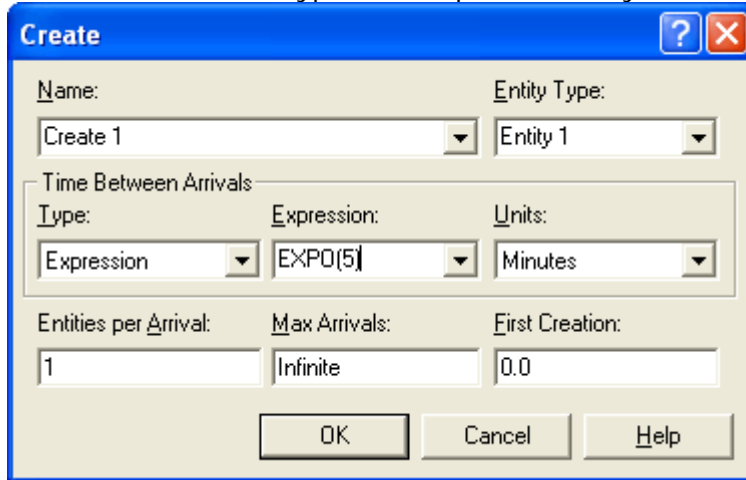 Create
Name: Entity Type:
Create 1 Entity 1
Time Between Arrivals
Type: Expression: Units:
Expression EXPO(5) Minutes
Entities per Arrival: Max Arrivals: First Creation:
1 Infinite 0.0
OK Cancel Help